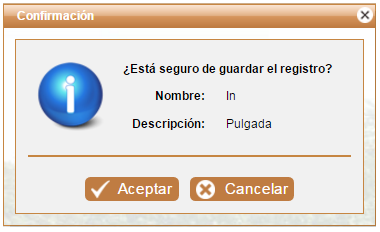 Confirmación
¿Está seguro de guardar el registro?
Nombre: In
Descripción: Pulgada
Aceptar Cancelar